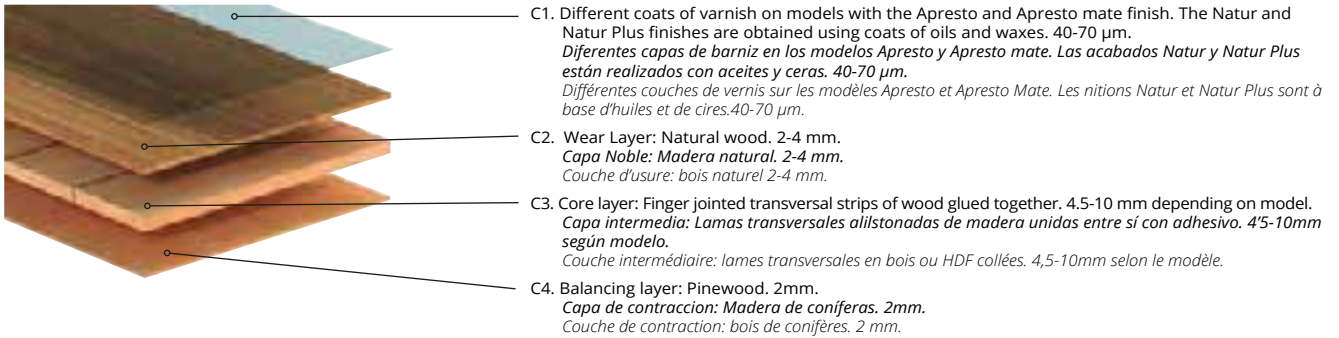 C1. Different coats of varnish on models with the Apresto and Apresto mate finish. The Natur and
Natur Plus finishes are obtained using coats of oils and waxes. 40-70 µm.
Diferentes capas de barniz en los modelos Apresto y Apresto mate. Las acabados Natur y Natur Plus
están realizados con aceites y ceras. 40-70 µm.
Différentes couches de vernis sur les modèles Apresto et Apresto Mate. Les nitions Natur et Natur Plus sont à
base d'huiles et de cires.40-70 µm.
C2. Wear Layer: Natural wood. 2-4 mm.
Capa Noble: Madera natural. 2-4 mm.
Couche d'usure: bois naturel 2-4 mm.
C3. Core layer: Finger jointed transversal strips of wood glued together. 4.5-10 mm depending on model.
Capa intermedia: Lamas transversales alilstonadas de madera unidas entre sí con adhesivo. 4'5-10mm
según modelo.
Couche intermédiaire: lames transversales en bois ou HDF collées. 4,5-10mm selon le modèle.
C4. Balancing layer: Pinewood. 2mm.
Capa de contraccion: Madera de coníferas. 2mm.
Couche de contraction: bois de conifères. 2 mm.